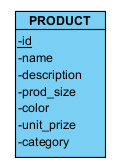 PRODUCT
-id
-name
-description
-prod_size
-color
-unit_prize
-category